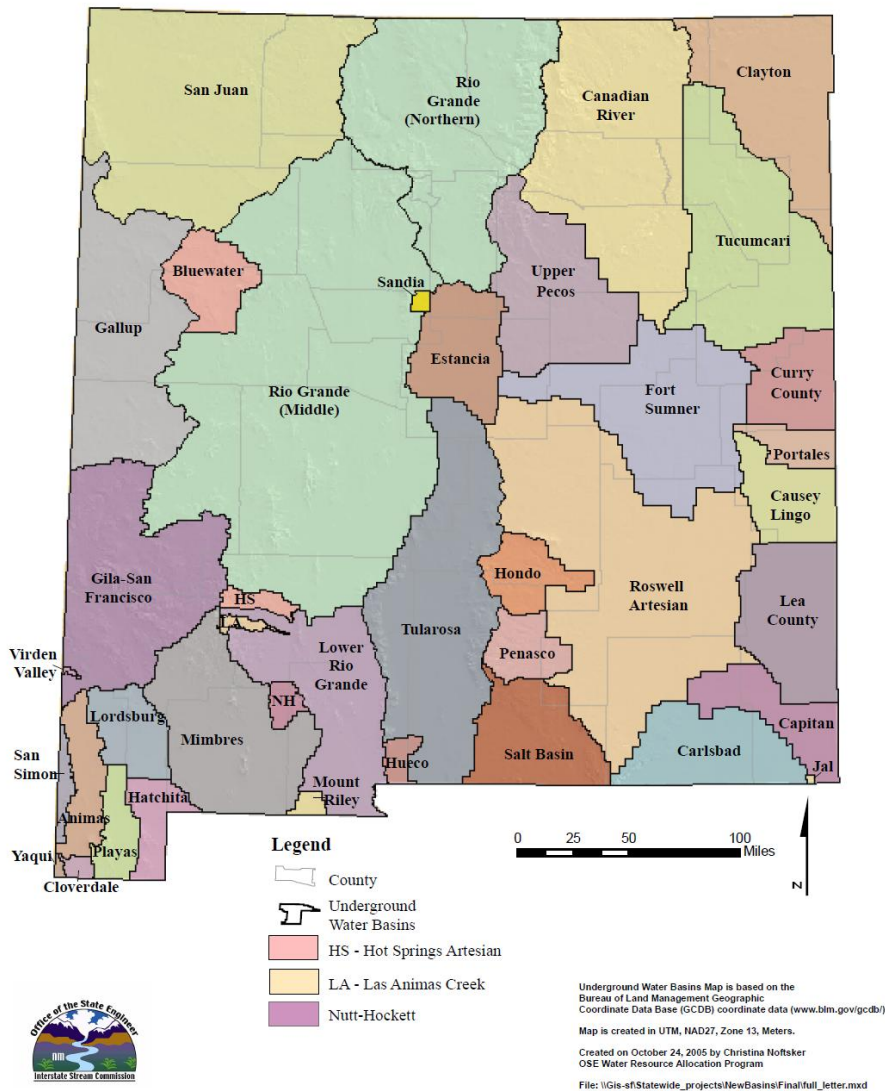 San Juan
Rio
Grande
(Northern)
Canadian
River
Clayton
Tucumcari
Bluewater
Upper
Pecos
Sandia
Gallup
Estancia
Rio Grande
(Middle)
Fort
Sumner
Curry
County
Portales
Causey
Lingo
Hondo
Gila-San
Francisco
HS
Roswell
Artesian
Lea
County
LA
Tularosa
Lower
Rio
Grande
Penasco
Virden
Valley
NH
Lordsburg
Mimbres
Capitan
San
Simon
Hueco
Salt Basin
Carlsbad
Jal
Mount
Riley
Hatchita
Animas
Yaqui
Playas
Cloverdale
Legend
County
Underground
Water Basins
HS - Hot Springs Artesian
LA - Las Animas Creek
Nutt-Hockett
0 25 50 100
Miles
N
Office of the State Engineer
NM
Interstate Stream Commission
Underground Water Basins Map is based on the
Bureau of Land Management Geographic
Coordinate Data Base (GCDB) coordinate data (www.blm.gov/gcdb/)
Map is created in UTM, NAD27, Zone 13, Meters.
Created on October 24, 2005 by Christina Noftsker
OSE Water Resource Allocation Program
File: \\Gis-sf\Statewide_projects\NewBasins\Final\full_letter.mxd